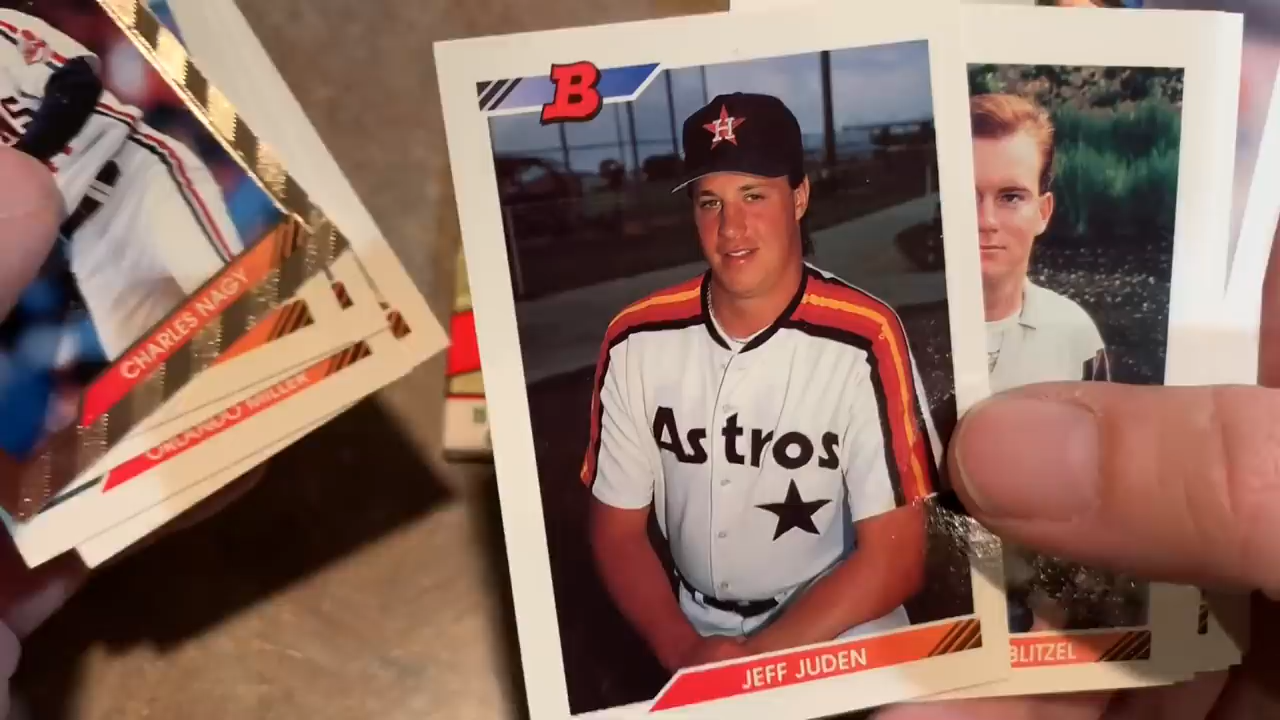 B
H
Astros
JEFF JUDEN
CHARLES NAGY
ORLANDO MILLER
BLITZEL